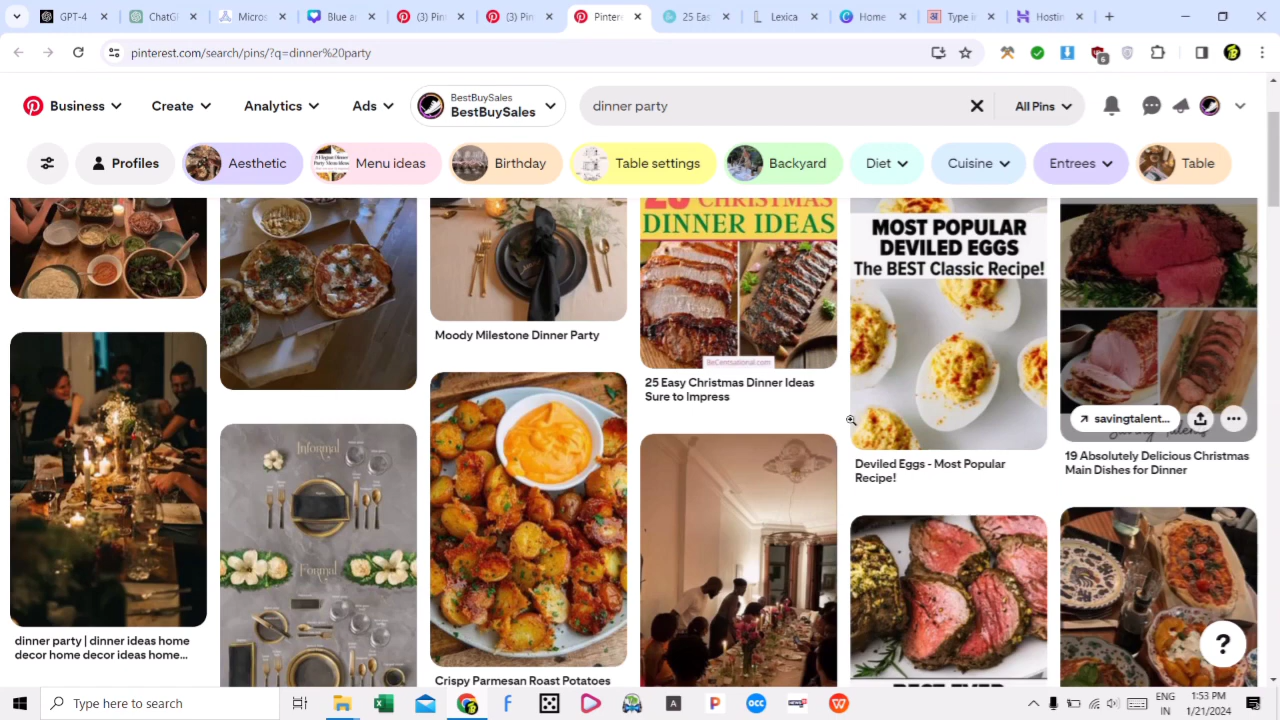 GPT-4
ChatG
Micros
Blue ar
(3) Pin
(3) Pin
Pinter
25 Eas
Lexica
Home
Type i
Hostin
pinterest.com/search/pins/?q=dinner%20party
6
Business
Create
Analytics
Ads
BestBuySales
BestBuySales
dinner party
All Pins
Profiles
Aesthetic
Menu ideas
Birthday
Table settings
Backyard
Diet
Cuisine
Entrees
Table
DINNER IDEAS
BeCentsational.com
MOST POPULAR
DEVILED EGGS
The BEST Classic Recipe!
Moody Milestone Dinner Party
25 Easy Christmas Dinner Ideas
Sure to Impress
savingtalent...
Deviled Eggs - Most Popular
Recipe!
19 Absolutely Delicious Christmas
Main Dishes for Dinner
Informal
Formal
dinner party | dinner ideas home
decor home decor ideas home...
Crispy Parmesan Roast Potatoes
?
Type here to search
ENG
IN
1:53 PM
1/21/2024